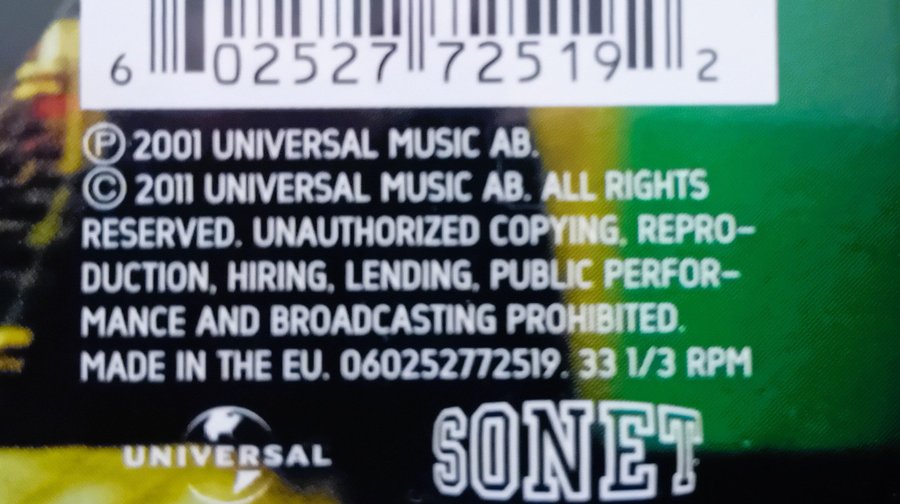 6 02527 72519 2
Ⓟ 2001 UNIVERSAL MUSIC AB.
© 2011 UNIVERSAL MUSIC AB. ALL RIGHTS
RESERVED. UNAUTHORIZED COPYING, REPRO-
DUCTION, HIRING, LENDING, PUBLIC PERFOR-
MANCE AND BROADCASTING PROHIBITED.
MADE IN THE EU. 060252772519. 33 1/3 RPM
UNIVERSAL SONET